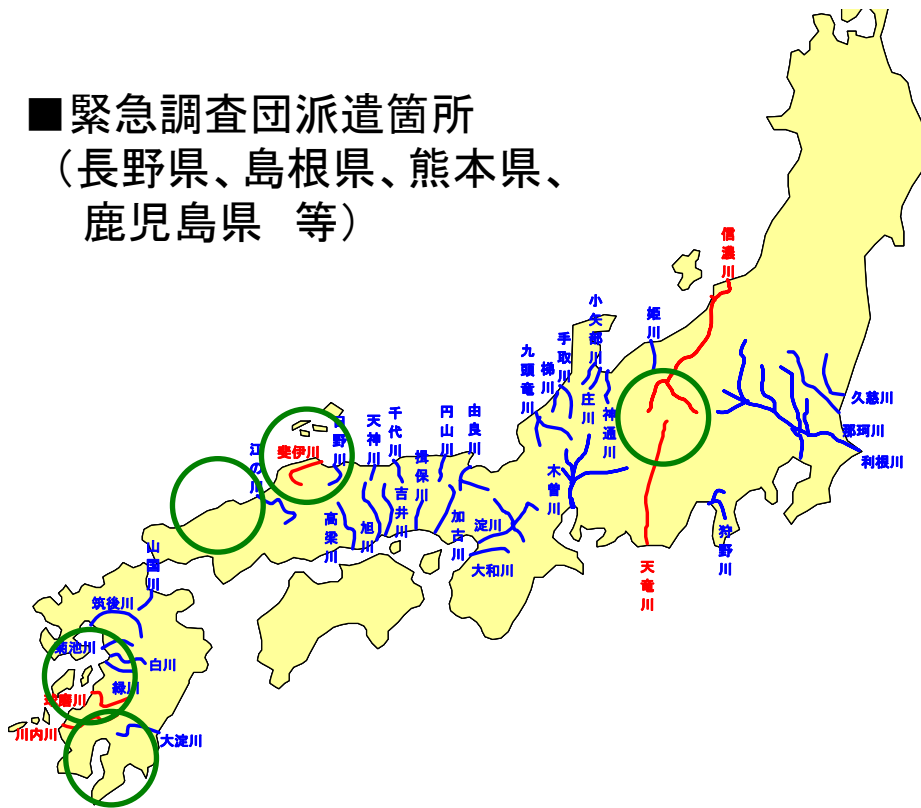 ■緊急調査団派遣箇所
（長野県、島根県、熊本県、
鹿児島県　等）
信濃川
姫川
小矢部川
手取川
梯川
九頭竜川
庄川
神通川
久慈川
那珂川
利根川
由良川
円山川
千代川
天神川
日野川
斐伊川
江の川
揖保川
吉井川
旭川
高梁川
加古川
淀川
大和川
木曽川
狩野川
天竜川
山国川
筑後川
菊池川
白川
緑川
球磨川
川内川
大淀川